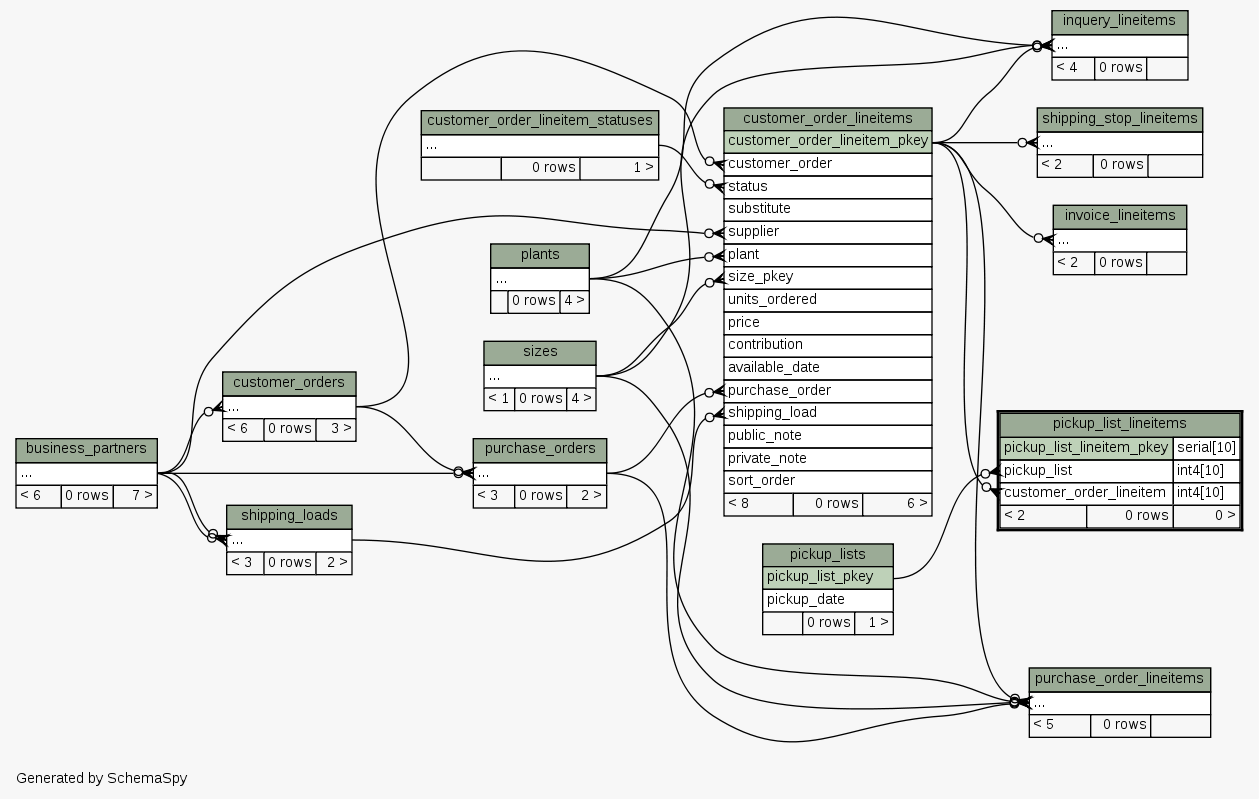 inquery_lineitems
...
< 4 0 rows
customer_order_lineitem_statuses
...
0 rows 1 >
customer_order_lineitems
customer_order_lineitem_pkey
customer_order
status
substitute
supplier
plant
size_pkey
units_ordered
price
contribution
available_date
purchase_order
shipping_load
public_note
private_note
sort_order
< 8 0 rows 6 >
shipping_stop_lineitems
...
< 2 0 rows
invoice_lineitems
...
< 2 0 rows
plants
...
0 rows 4 >
sizes
...
< 1 0 rows 4 >
customer_orders
...
< 6 0 rows 3 >
business_partners
...
< 6 0 rows 7 >
purchase_orders
...
< 3 0 rows 2 >
shipping_loads
...
< 3 0 rows 2 >
pickup_list_lineitems
pickup_list_lineitem_pkey serial[10]
pickup_list int4[10]
customer_order_lineitem int4[10]
< 2 0 rows 0 >
pickup_lists
pickup_list_pkey
pickup_date
0 rows 1 >
purchase_order_lineitems
...
< 5 0 rows
Generated by SchemaSpy